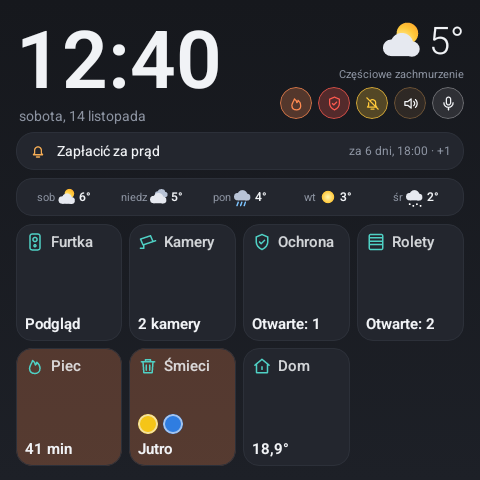 12:40
5°
Częściowe zachmurzenie
sobota, 14 listopada
Zapłacić za prąd
za 6 dni, 18:00 · +1
sob 6° niedz 5° pon 4° wt 3° śr 2°
Furtka Kamery Ochrona Rolety
Podgląd 2 kamery Otwarte: 1 Otwarte: 2
Piec Śmieci Dom
41 min Jutro 18,9°